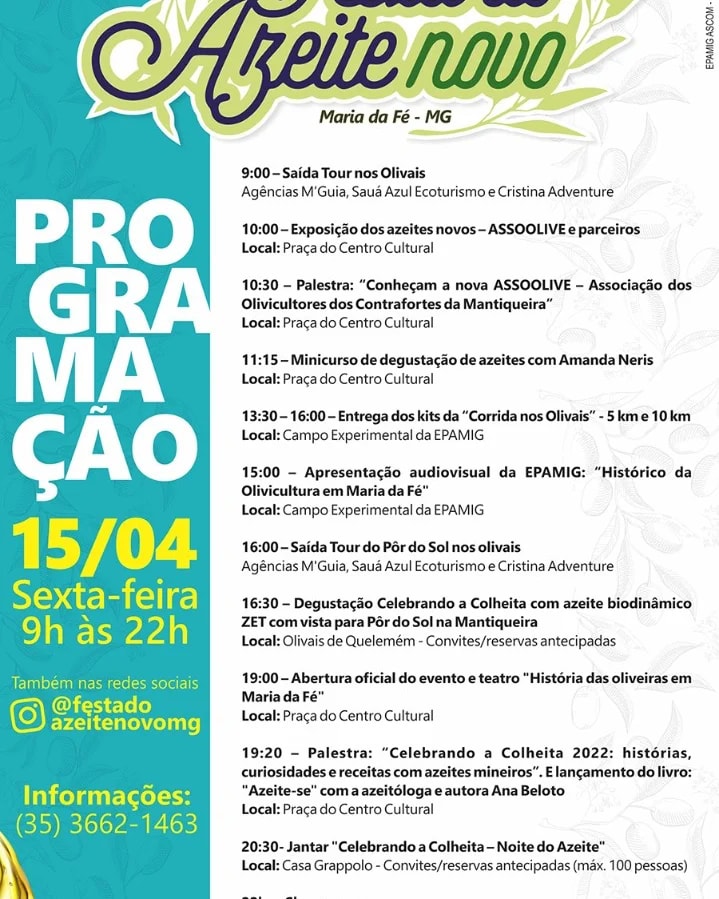 Azeite novo
EPAMIG ASCOM -
Maria da Fé - MG
PRO
GRA
MA
ÇÃO
15/04
Sexta-feira
9h às 22h
Também nas redes sociais
@festado
azeitenovomg
Informações:
(35) 3662-1463
9:00 – Saída Tour nos Olivais
Agências M’Guia, Sauá Azul Ecoturismo e Cristina Adventure
10:00 – Exposição dos azeites novos – ASSOOLIVE e parceiros
Local: Praça do Centro Cultural
10:30 – Palestra: “Conheçam a nova ASSOOLIVE – Associação dos
Olivicultores dos Contrafortes da Mantiqueira”
Local: Praça do Centro Cultural
11:15 – Minicurso de degustação de azeites com Amanda Neris
Local: Praça do Centro Cultural
13:30 – 16:00 – Entrega dos kits da “Corrida nos Olivais” - 5 km e 10 km
Local: Campo Experimental da EPAMIG
15:00 – Apresentação audiovisual da EPAMIG: “Histórico da
Olivicultura em Maria da Fé"
Local: Campo Experimental da EPAMIG
16:00 – Saída Tour do Pôr do Sol nos olivais
Agências M’Guia, Sauá Azul Ecoturismo e Cristina Adventure
16:30 – Degustação Celebrando a Colheita com azeite biodinâmico
ZET com vista para Pôr do Sol na Mantiqueira
Local: Olivais de Quelemém - Convites/reservas antecipadas
19:00 – Abertura oficial do evento e teatro "História das oliveiras em
Maria da Fé"
Local: Praça do Centro Cultural
19:20 – Palestra: “Celebrando a Colheita 2022: histórias,
curiosidades e receitas com azeites mineiros”. E lançamento do livro:
"Azeite-se" com a azeitóloga e autora Ana Beloto
Local: Praça do Centro Cultural
20:30- Jantar "Celebrando a Colheita – Noite do Azeite"
Local: Casa Grappolo - Convites/reservas antecipadas (máx. 100 pessoas)